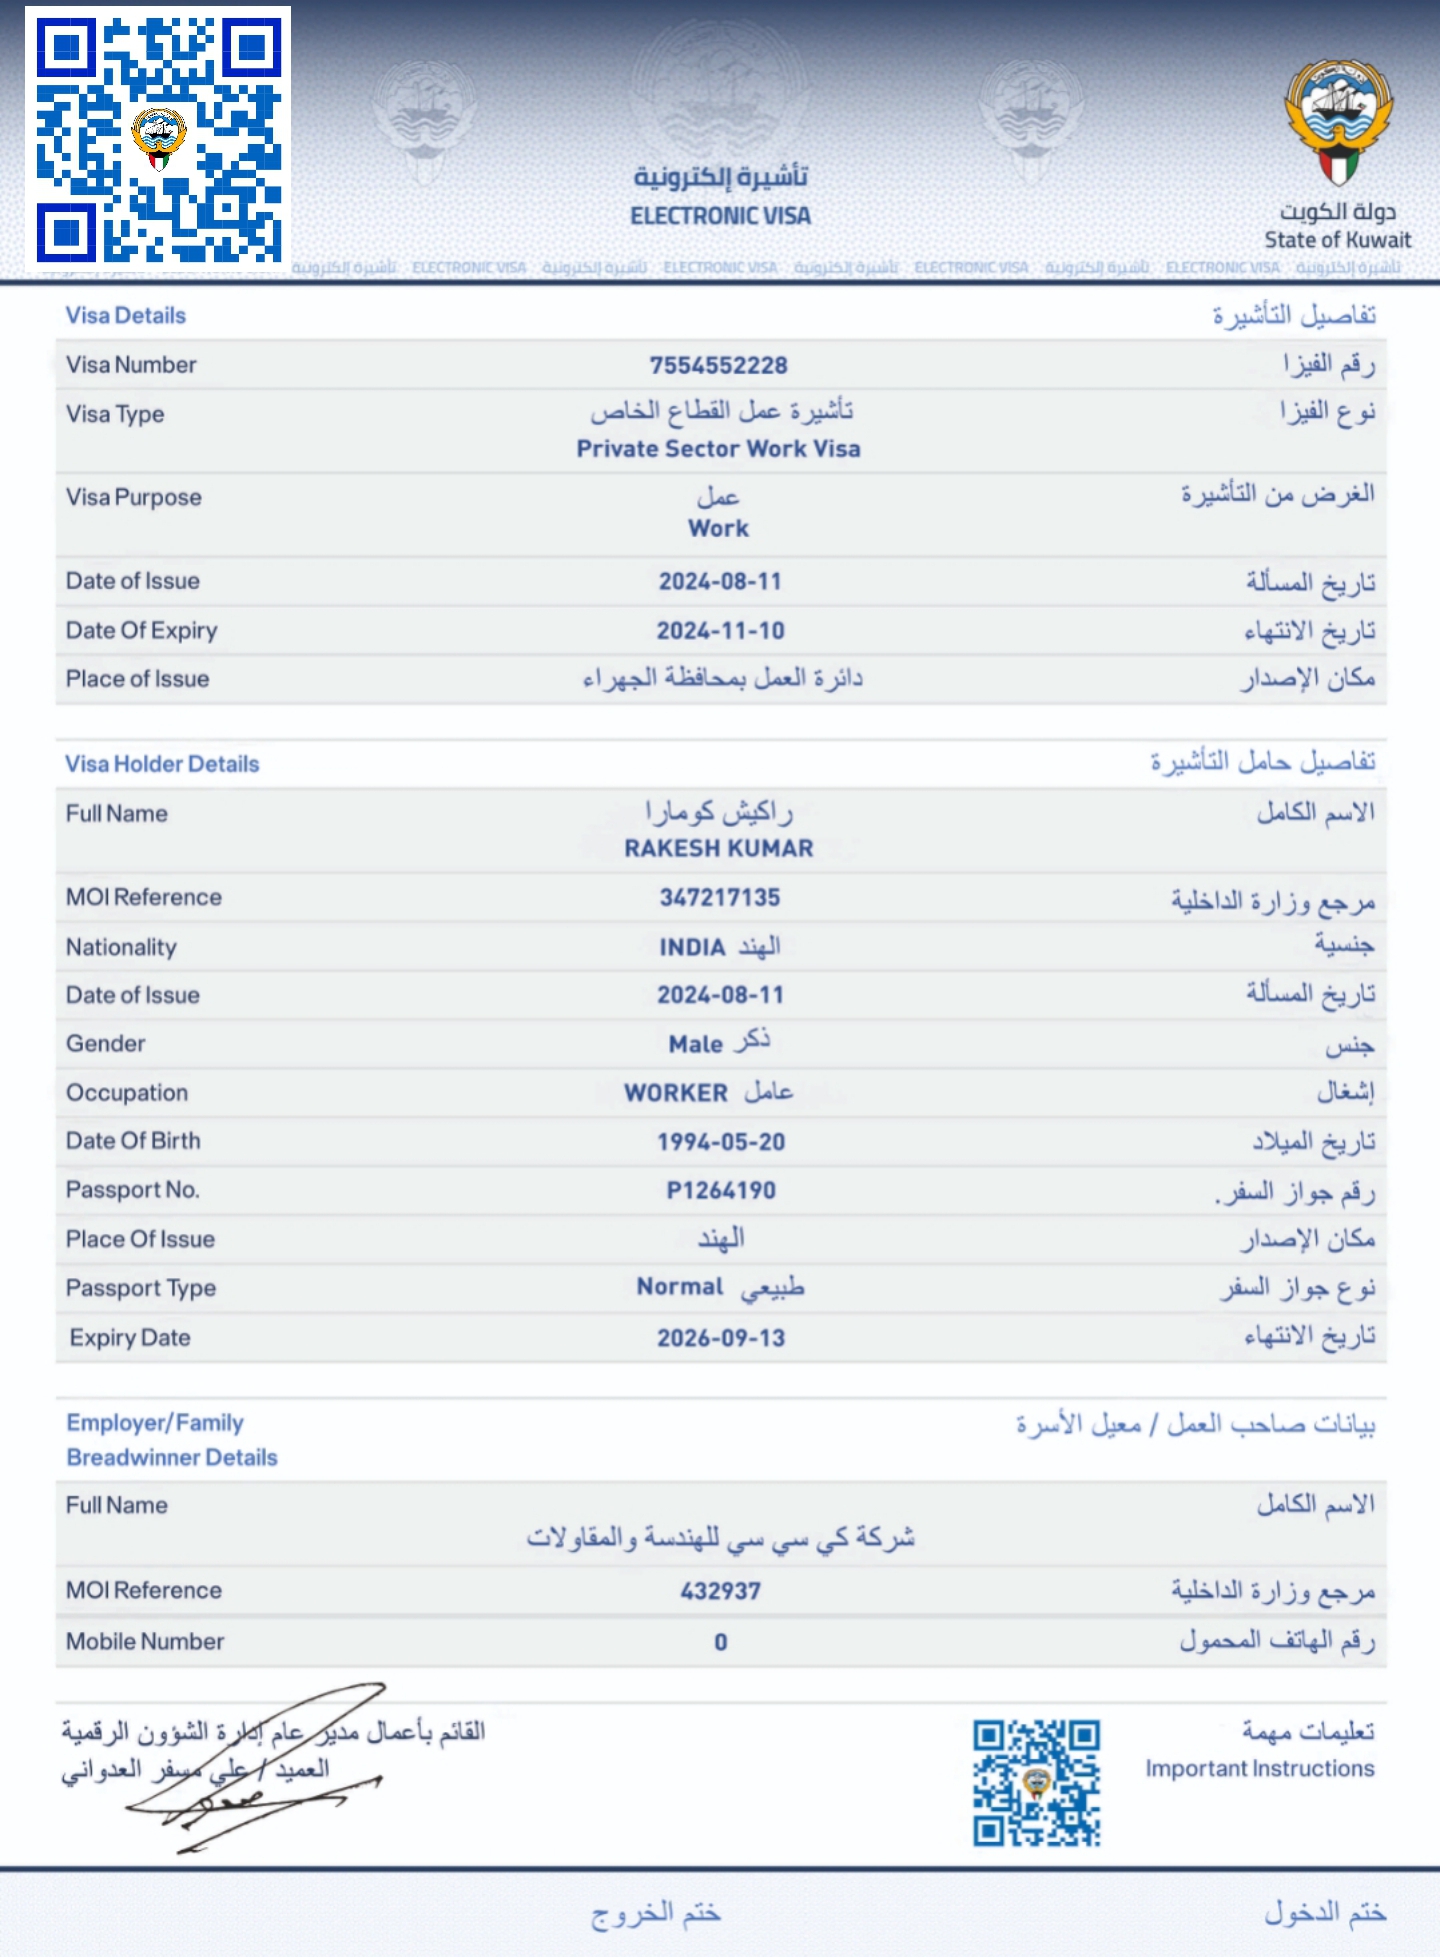 تأشيرة إلكترونية
ELECTRONIC VISA
دولة الكويت
State of Kuwait
تأشيرة إلكترونية ELECTRONIC VISA تأشيرة إلكترونية ELECTRONIC VISA تأشيرة إلكترونية ELECTRONIC VISA تأشيرة إلكترونية ELECTRONIC VISA تأشيرة إلكترونية
Visa Details تفاصيل التأشيرة
Visa Number 7554552228 رقم الفيزا
Visa Type تأشيرة عمل القطاع الخاص نوع الفيزا
Private Sector Work Visa
Visa Purpose عمل الغرض من التأشيرة
Work
Date of Issue 2024-08-11 تاريخ المسألة
Date Of Expiry 2024-11-10 تاريخ الانتهاء
Place of Issue دائرة العمل بمحافظة الجهراء مكان الإصدار
Visa Holder Details تفاصيل حامل التأشيرة
Full Name راكيش كومارا الاسم الكامل
RAKESH KUMAR
MOI Reference 347217135 مرجع وزارة الداخلية
Nationality INDIA الهند جنسية
Date of Issue 2024-08-11 تاريخ المسألة
Gender Male ذكر جنس
Occupation WORKER عامل إشغال
Date Of Birth 1994-05-20 تاريخ الميلاد
Passport No. P1264190 رقم جواز السفر.
Place Of Issue الهند مكان الإصدار
Passport Type Normal طبيعي نوع جواز السفر
Expiry Date 2026-09-13 تاريخ الانتهاء
Employer/Family بيانات صاحب العمل / معيل الأسرة
Breadwinner Details
Full Name الاسم الكامل
شركة كي سي سي للهندسة والمقاولات
MOI Reference 432937 مرجع وزارة الداخلية
Mobile Number 0 رقم الهاتف المحمول
القائم بأعمال مدير عام إدارة الشؤون الرقمية
العميد / علي مسفر العدواني
تعليمات مهمة
Important Instructions
ختم الدخول ختم الخروج